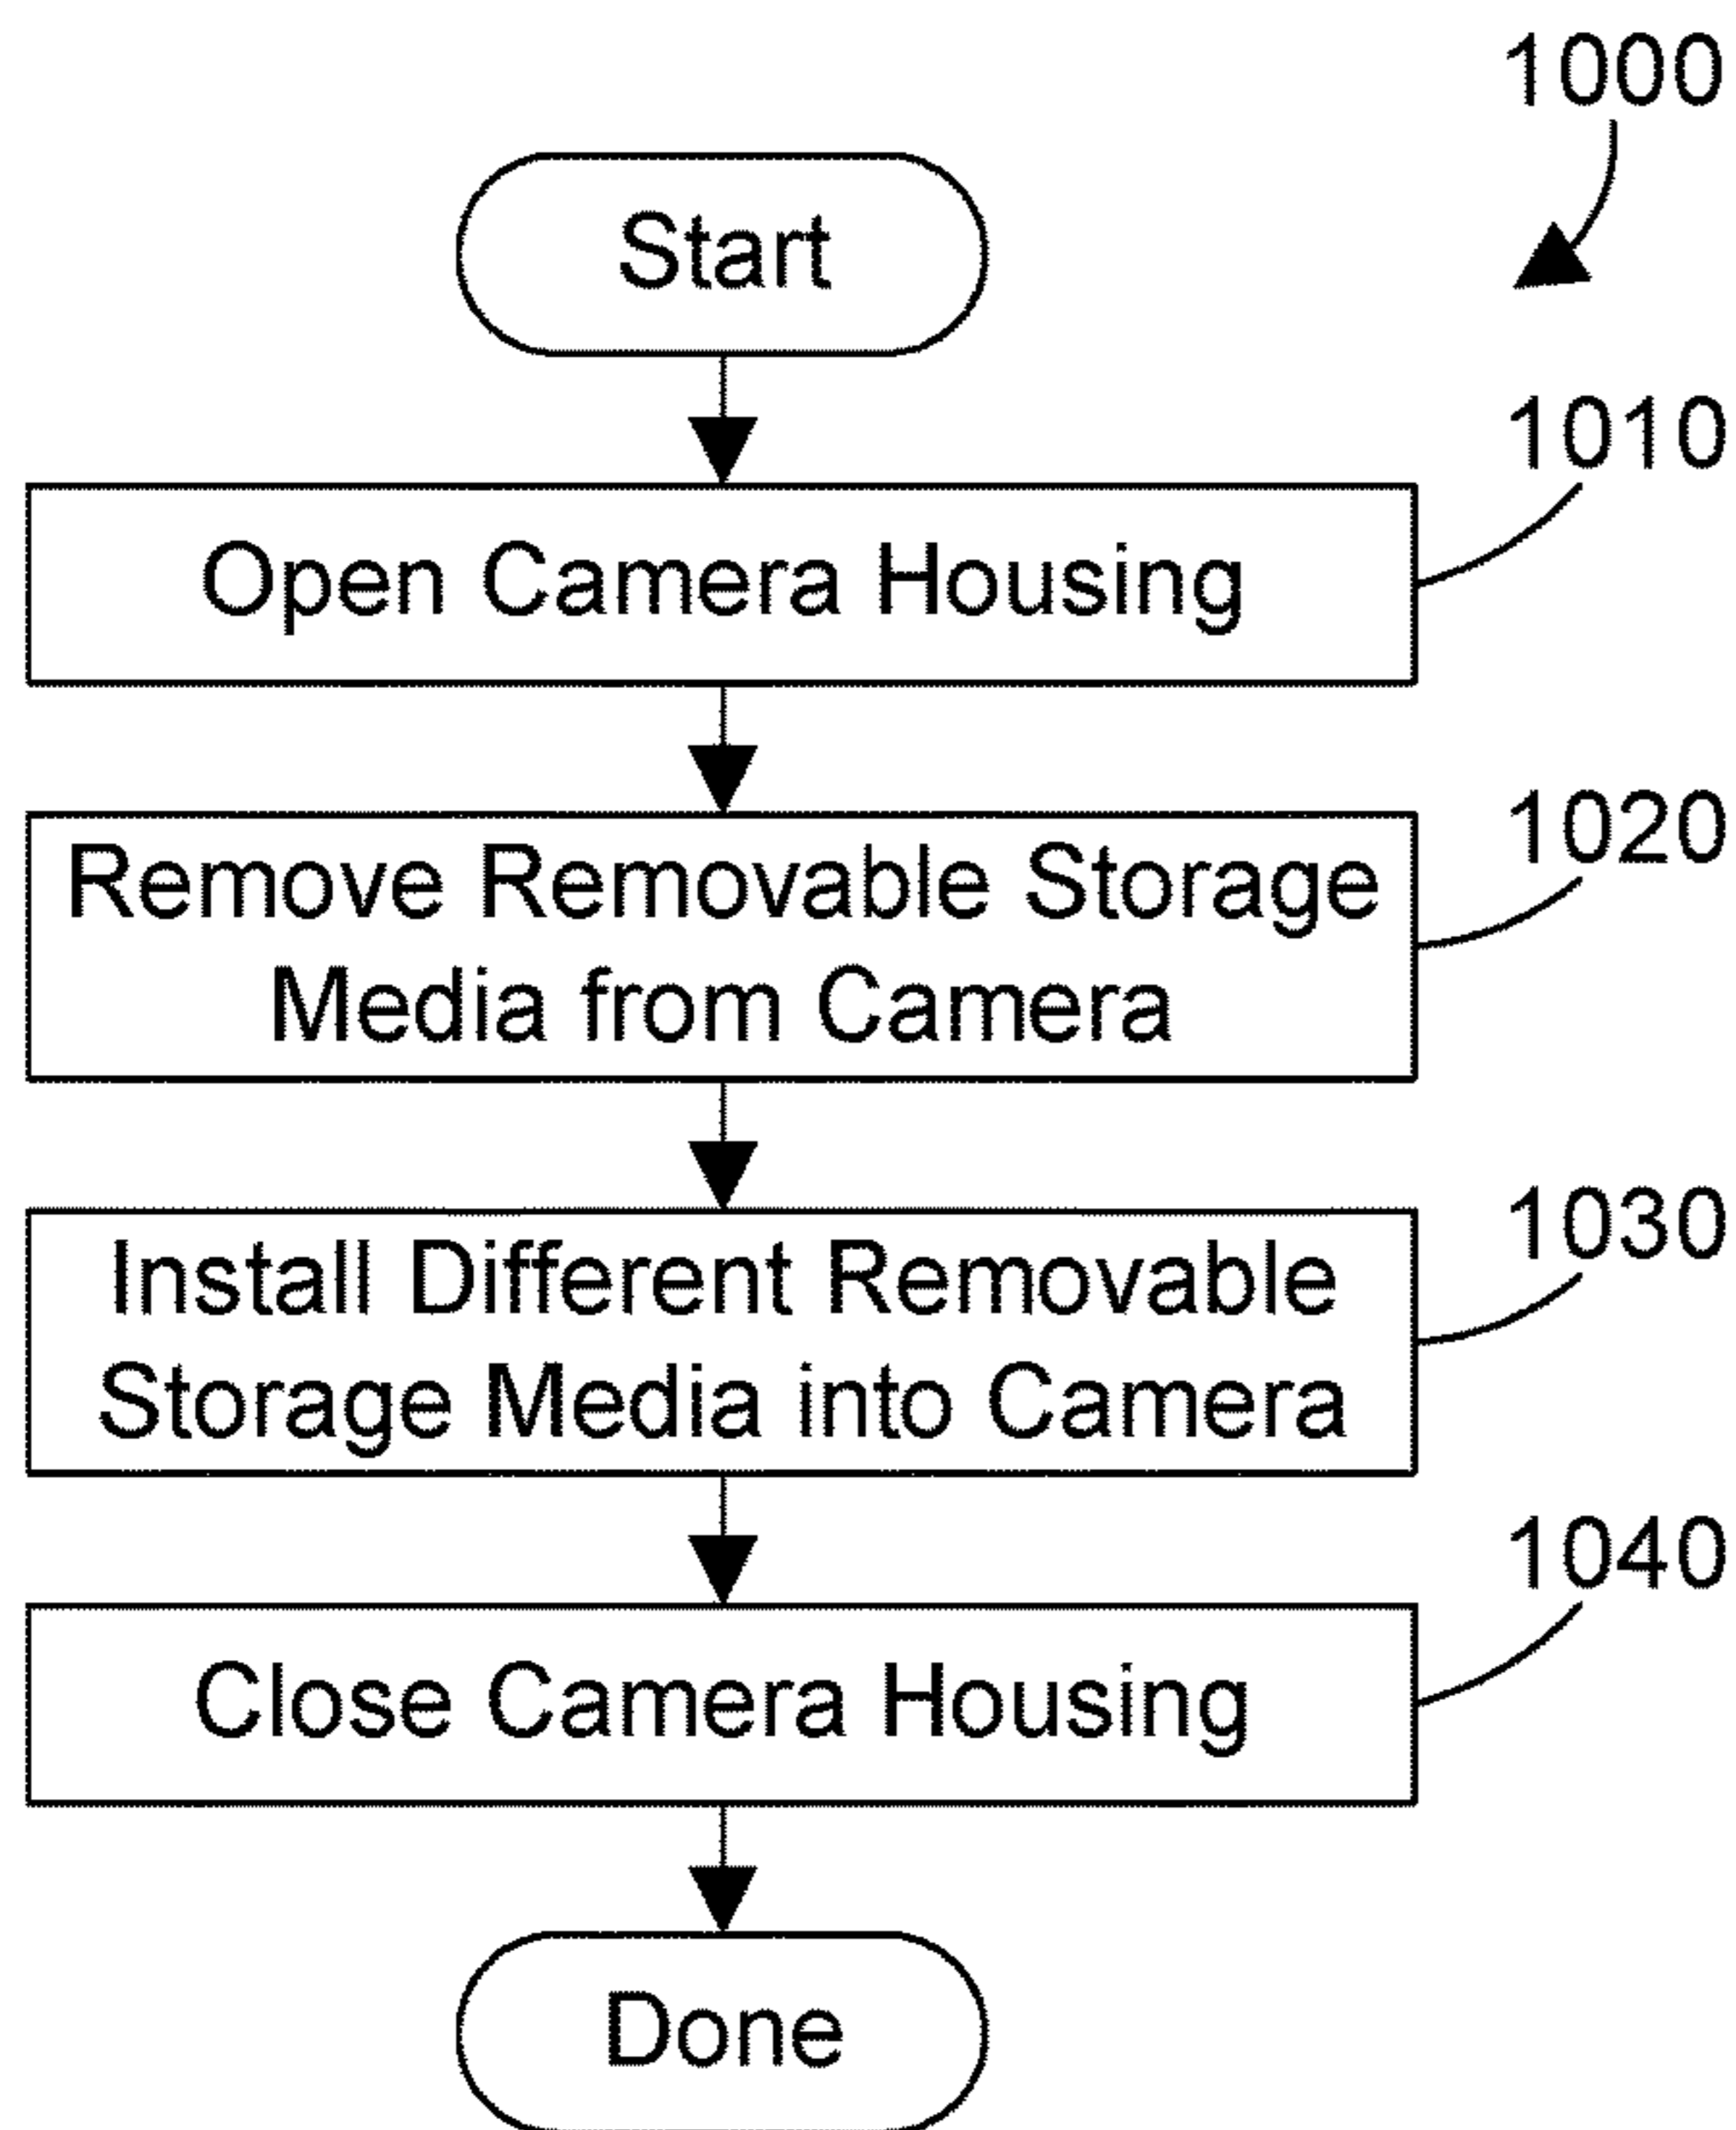 1000
Start
1010
Open Camera Housing
1020
Remove Removable Storage
Media from Camera
1030
Install Different Removable
Storage Media into Camera
1040
Close Camera Housing
Done